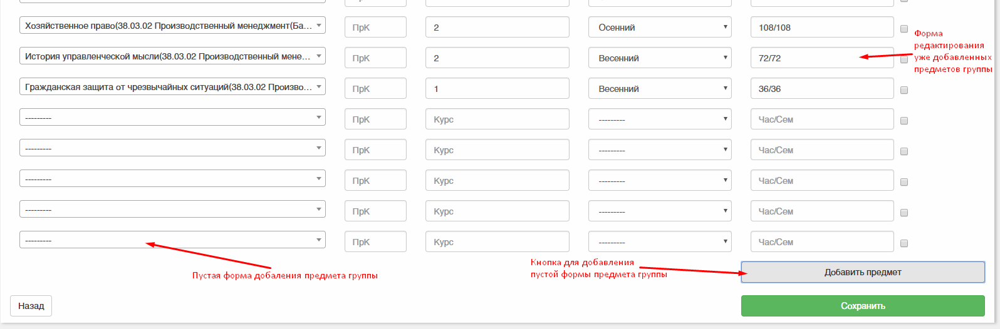 ПрК
Хозяйственное право(38.03.02 Производственный менеджмент(Ба... ПрК 2 Осенний 108/108
Форма
редактирования
уже добавленных
предметов группы
История управленческой мысли(38.03.02 Производственный мене... ПрК 2 Весенний 72/72
Гражданская защита от чрезвычайных ситуаций(38.03.02 Произво... ПрК 1 Весенний 36/36
--------- ПрК Курс --------- Час/Сем
--------- ПрК Курс --------- Час/Сем
--------- ПрК Курс --------- Час/Сем
--------- ПрК Курс --------- Час/Сем
--------- ПрК Курс --------- Час/Сем
Пустая форма добаления предмета группы
Кнопка для добавления
пустой формы предмета группы
Добавить предмет
Назад
Сохранить